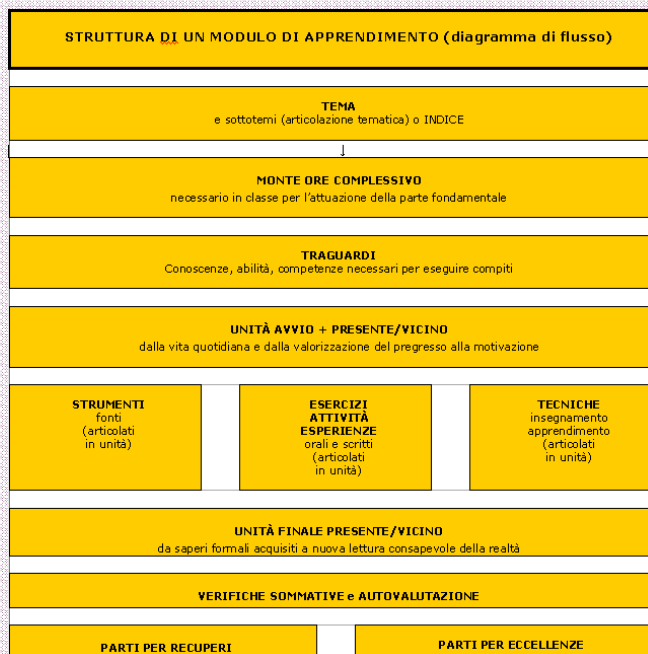 STRUTTURA DI UN MODULO DI APPRENDIMENTO (diagramma di flusso)
TEMA
e sottotemi (articolazione tematica) o INDICE
↓
MONTE ORE COMPLESSIVO
necessario in classe per l'attuazione della parte fondamentale
TRAGUARDI
Conoscenze, abilità, competenze necessari per eseguire compiti
UNITÀ AVVIO + PRESENTE/VICINO
dalla vita quotidiana e dalla valorizzazione del pregresso alla motivazione
STRUMENTI
fonti
(articolati
in unità)
ESERCIZI
ATTIVITÀ
ESPERIENZE
orali e scritti
(articolati
in unità)
TECNICHE
insegnamento
apprendimento
(articolati
in unità)
UNITÀ FINALE PRESENTE/VICINO
da saperi formali acquisiti a nuova lettura consapevole della realtà
VERIFICHE SOMMATIVE e AUTOVALUTAZIONE
PARTI PER RECUPERI
PARTI PER ECCELLENZE